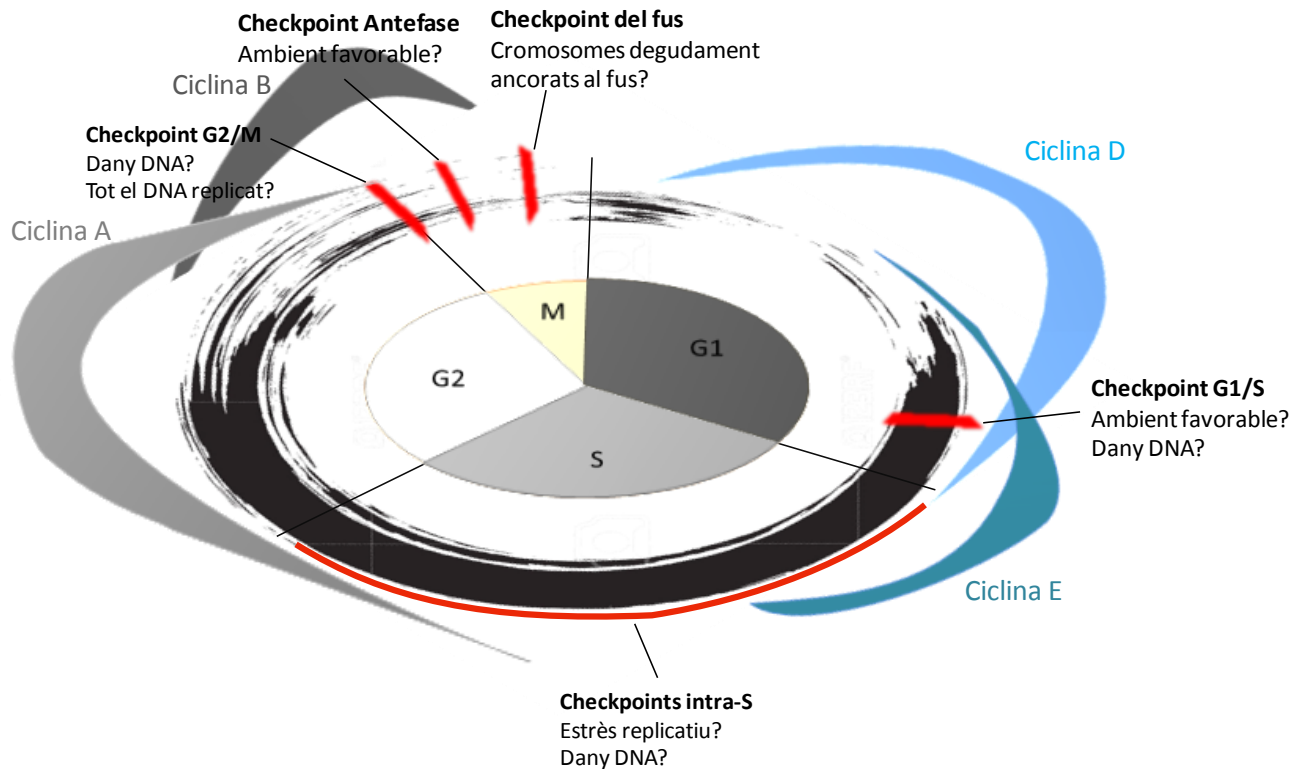 Checkpoint Antefase
Ambient favorable?
Checkpoint del fus
Cromosomes degudament
ancorats al fus?
Ciclina B
Checkpoint G2/M
Dany DNA?
Tot el DNA replicat?
Ciclina D
Ciclina A
M
G1
G2
S
Checkpoint G1/S
Ambient favorable?
Dany DNA?
Ciclina E
Checkpoints intra-S
Estrès replicatiu?
Dany DNA?